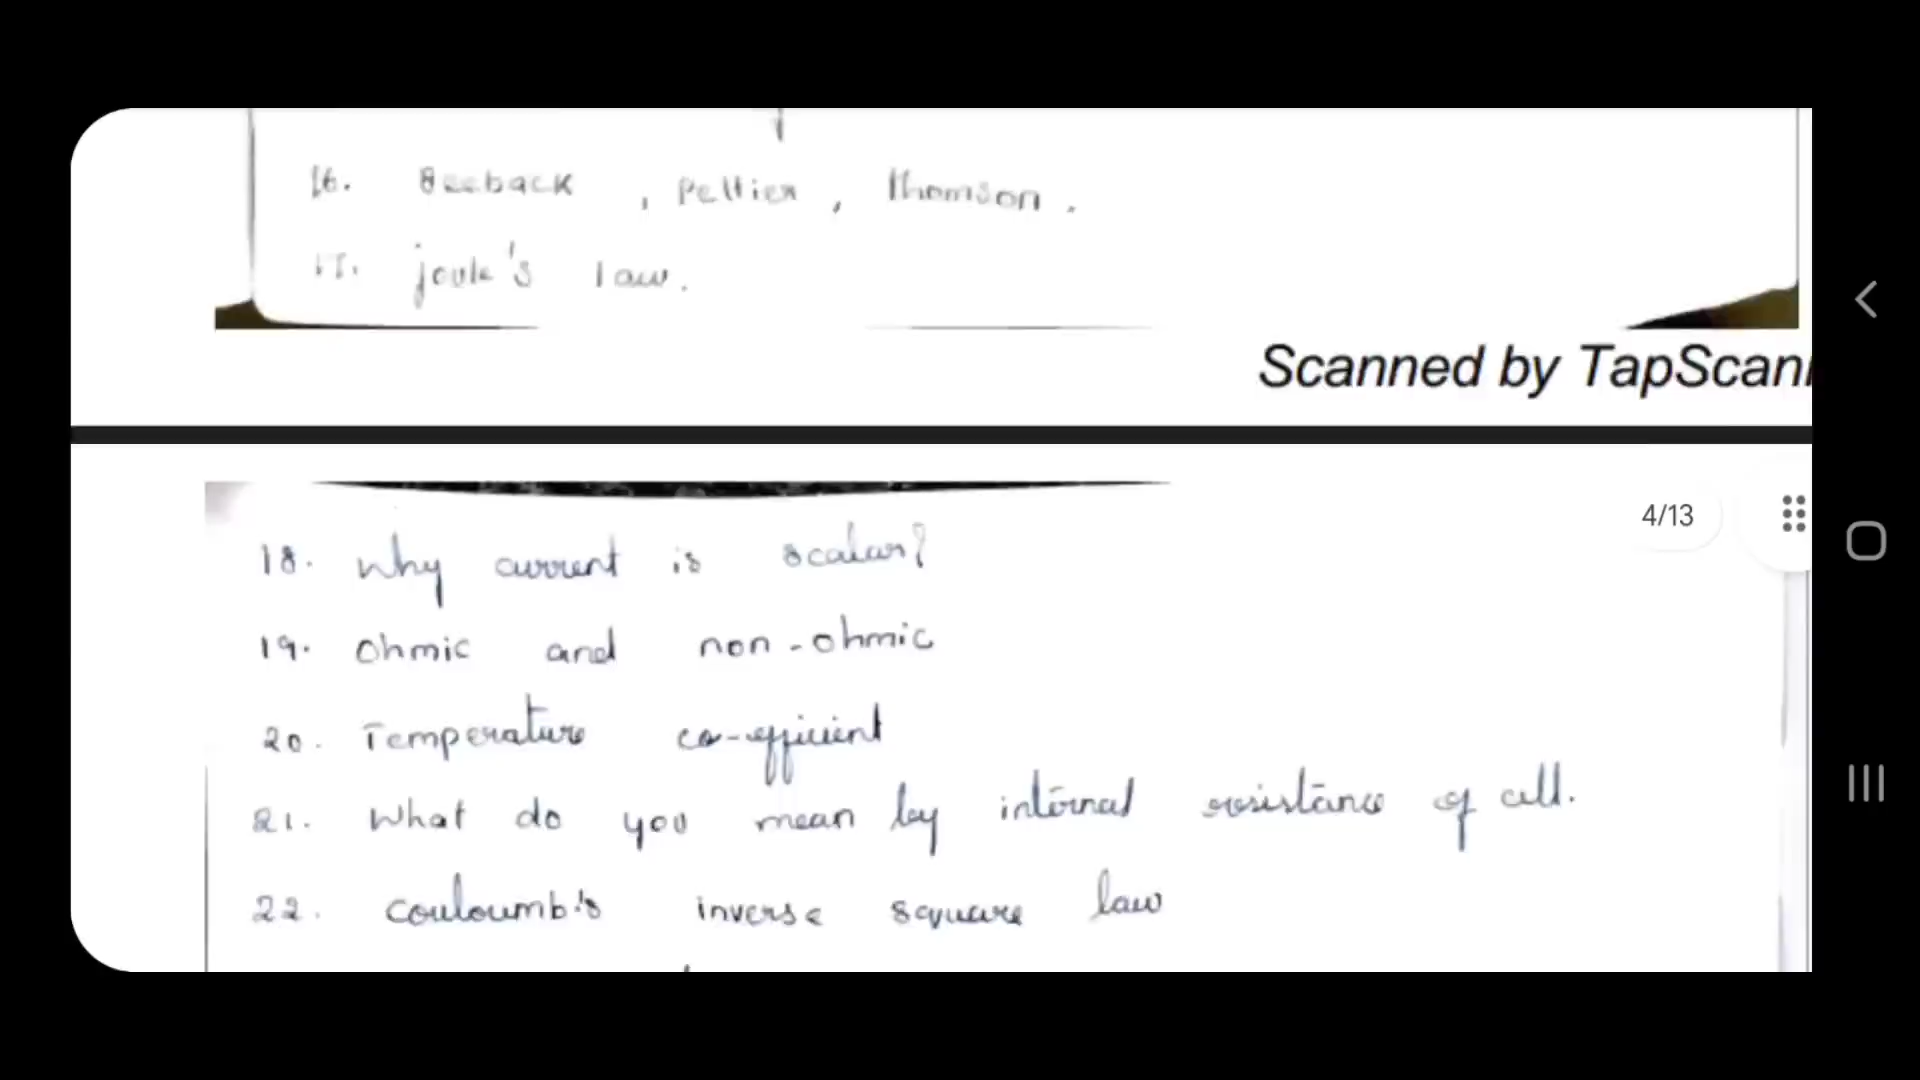 16. Seeback , Peltier , thomson .
17. joule's law .
Scanned by TapScan
4/13
18. Why current is scalar?
19. Ohmic and non-ohmic
20. Temperature co-efficient
21. What do you mean by internal resistance of cell.
22. Couloumb's inverse square law